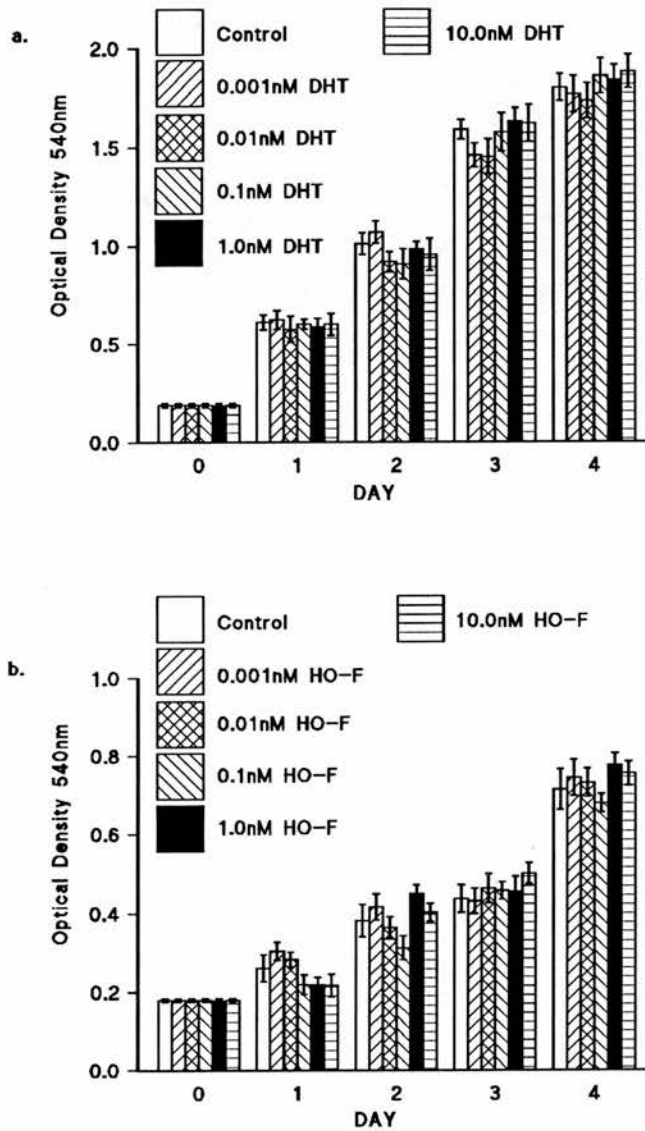 a.
Control
10.0nM DHT
0.001nM DHT
0.01nM DHT
0.1nM DHT
1.0nM DHT
Optical Density 540nm
2.0
1.5
1.0
0.5
0.0
0 1 2 3 4
DAY
b.
Control
10.0nM HO-F
0.001nM HO-F
0.01nM HO-F
0.1nM HO-F
1.0nM HO-F
Optical Density 540nm
1.0
0.8
0.6
0.4
0.2
0.0
0 1 2 3 4
DAY